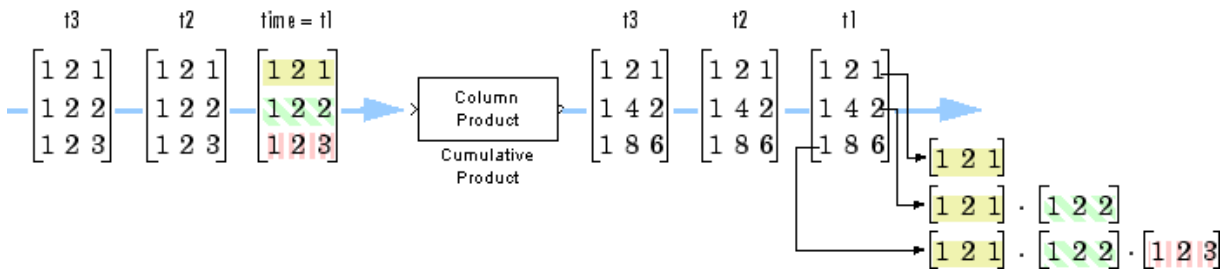 t3 t2 time = t1 t3 t2 t1
1 2 1 1 2 1 1 2 1 1 2 1 1 2 1 1 2 1
1 2 2 1 2 2 1 2 2 Column 1 4 2 1 4 2 1 4 2
Product
1 2 3 1 2 3 1 2 3 1 8 6 1 8 6 1 8 6
Cumulative
Product
[1 2 1]
[1 2 1] · [1 2 2]
[1 2 1] · [1 2 2] · [1 2 3]